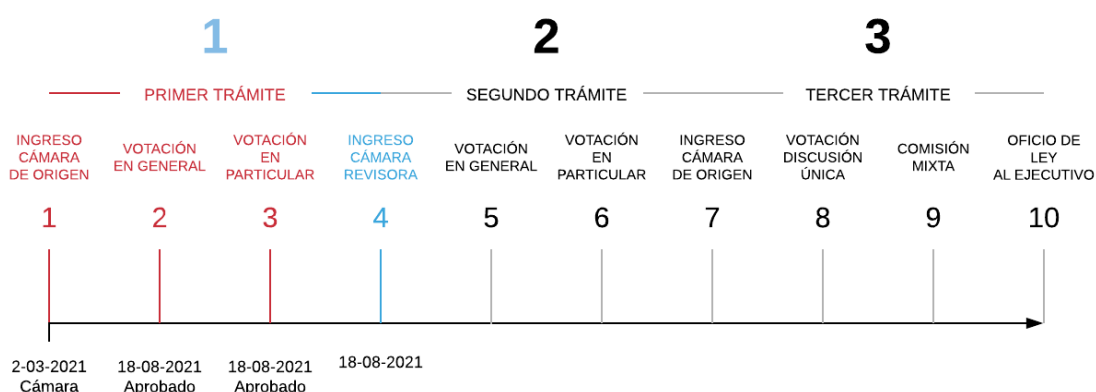 1
2
3
PRIMER TRÁMITE
SEGUNDO TRÁMITE
TERCER TRÁMITE
INGRESO
CÁMARA
DE ORIGEN
VOTACIÓN
EN GENERAL
VOTACIÓN
EN
PARTICULAR
INGRESO
CÁMARA
REVISORA
VOTACIÓN
EN GENERAL
VOTACIÓN
EN
PARTICULAR
INGRESO
CÁMARA
DE ORIGEN
VOTACIÓN
DISCUSIÓN
ÚNICA
COMISIÓN
MIXTA
OFICIO DE
LEY
AL EJECUTIVO
1
2
3
4
5
6
7
8
9
10
2-03-2021
Cámara
18-08-2021
Aprobado
18-08-2021
Aprobado
18-08-2021